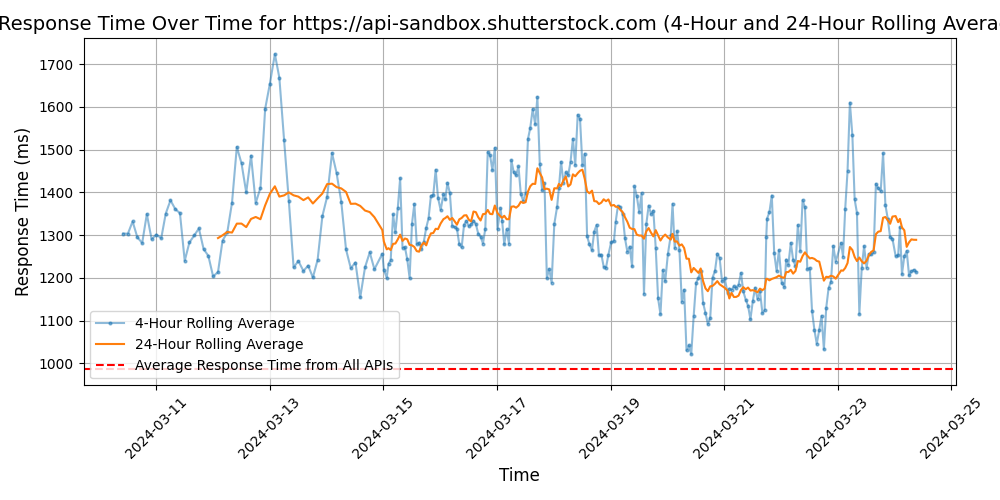 Response Time Over Time for https://api-sandbox.shutterstock.com (4-Hour and 24-Hour Rolling
Response Time (ms)
1700
1600
1500
1400
1300
1200
1100
1000
4-Hour Rolling Average
24-Hour Rolling Average
Average Response Time from All APIs
2024-03-11
2024-03-13
2024-03-15
2024-03-17
2024-03-19
2024-03-21
2024-03-23
2024-03-25
Time